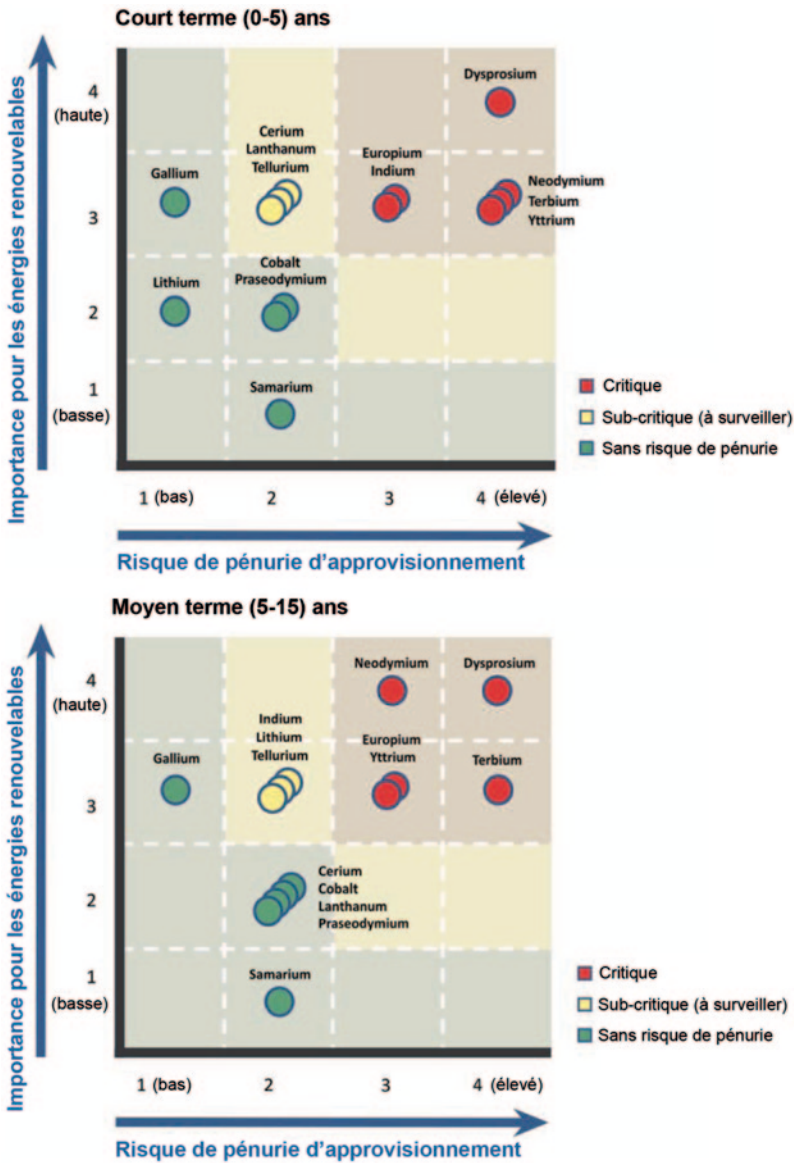 Court terme (0-5) ans
Importance pour les énergies renouvelables
4
(haute)
3
2
1
(basse)
Dysprosium
Cerium
Lanthanum
Tellurium
Gallium
Europium
Indium
Neodymium
Terbium
Yttrium
Lithium
Cobalt
Praseodymium
Samarium
Critique
Sub-critique (à surveiller)
Sans risque de pénurie
1 (bas) 2 3 4 (élevé)
Risque de pénurie d'approvisionnement
Moyen terme (5-15) ans
Importance pour les énergies renouvelables
4
(haute)
3
2
1
(basse)
Neodymium
Dysprosium
Indium
Lithium
Tellurium
Gallium
Europium
Yttrium
Terbium
Cerium
Cobalt
Lanthanum
Praseodymium
Samarium
Critique
Sub-critique (à surveiller)
Sans risque de pénurie
1 (bas) 2 3 4 (élevé)
Risque de pénurie d'approvisionnement